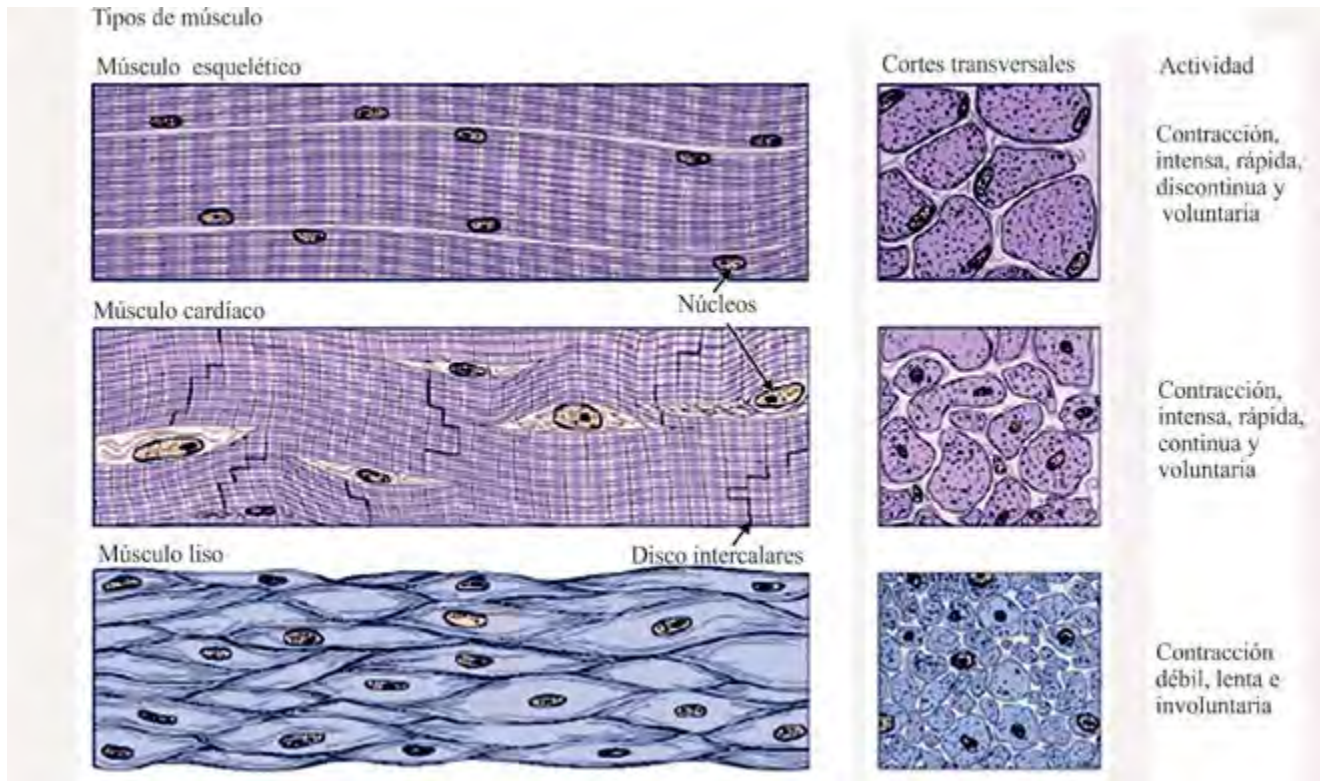 Tipos de músculo
Músculo esquelético
Cortes transversales
Actividad
Contracción,
intensa, rápida,
discontinua y
voluntaria
Núcleos
Músculo cardíaco
Contracción,
intensa, rápida,
continua y
voluntaria
Disco intercalares
Músculo liso
Contracción
débil, lenta e
involuntaria